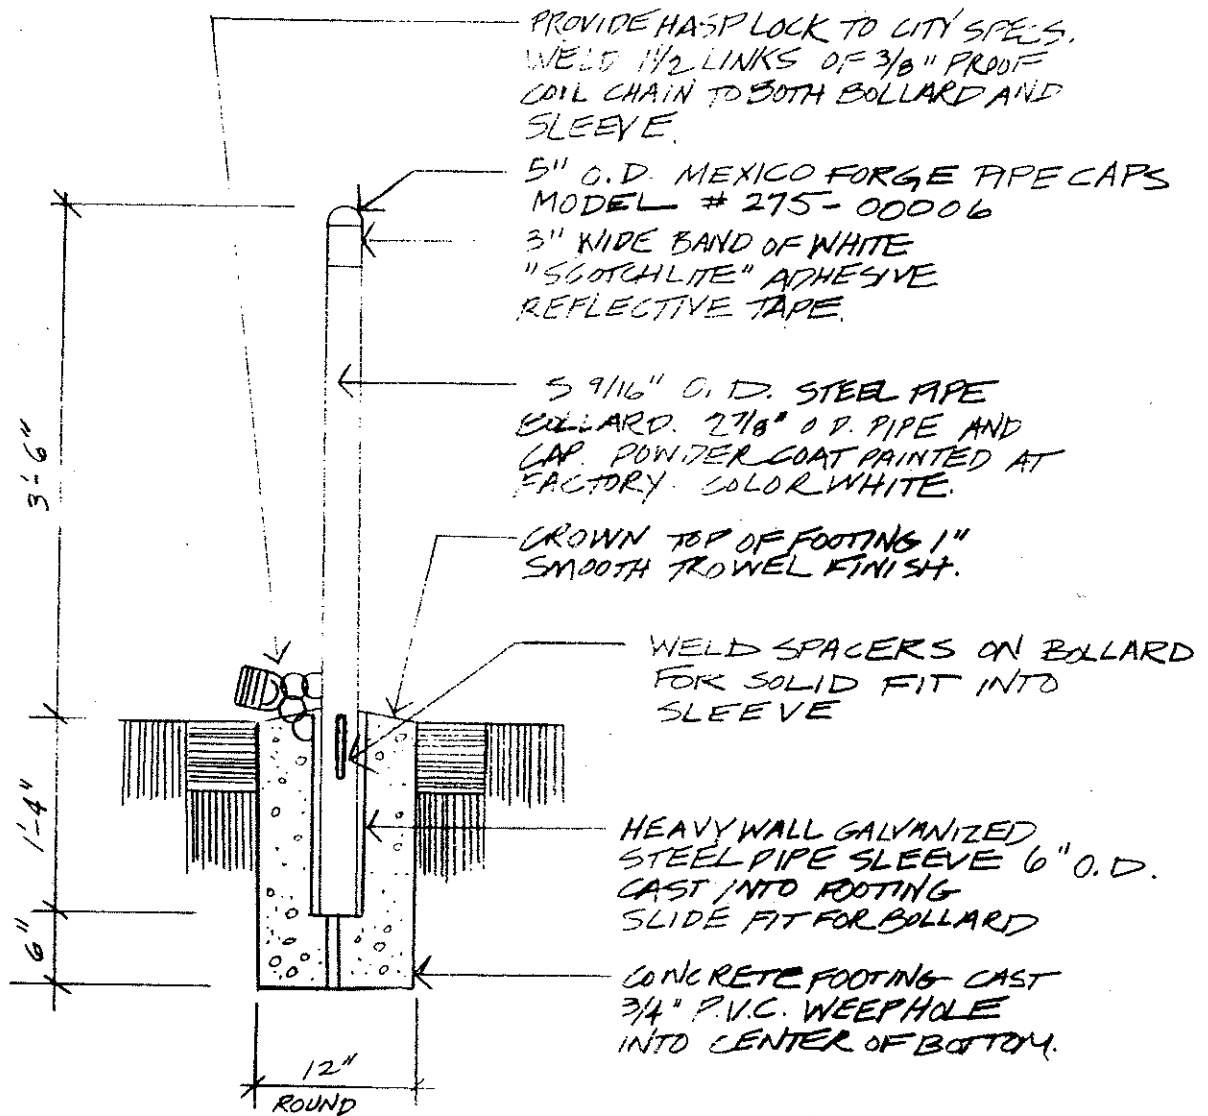 PROVIDE HASP LOCK TO CITY SPECS.
WELD 1 1/2 LINKS OF 3/8" PROOF
COIL CHAIN TO BOTH BOLLARD AND
SLEEVE.
5" O.D. MEXICO FORGE PIPE CAPS
MODEL # 275-00006
3" WIDE BAND OF WHITE
"SCOTCHLITE" ADHESIVE
REFLECTIVE TAPE.
5 9/16" O.D. STEEL PIPE
BOLLARD. 2 7/8" O.D. PIPE AND
CAP. POWDER COAT PAINTED AT
FACTORY. COLOR WHITE.
3'-6"
CROWN TOP OF FOOTING 1"
SMOOTH TROWEL FINISH.
WELD SPACERS ON BOLLARD
FOR SOLID FIT INTO
SLEEVE
1'-4"
HEAVY WALL GALVANIZED
STEEL PIPE SLEEVE 6" O.D.
CAST INTO FOOTING
SLIDE FIT FOR BOLLARD
6"
CONCRETE FOOTING CAST
3/4" P.V.C. WEEPHOLE
INTO CENTER OF BOTTOM.
12"
ROUND